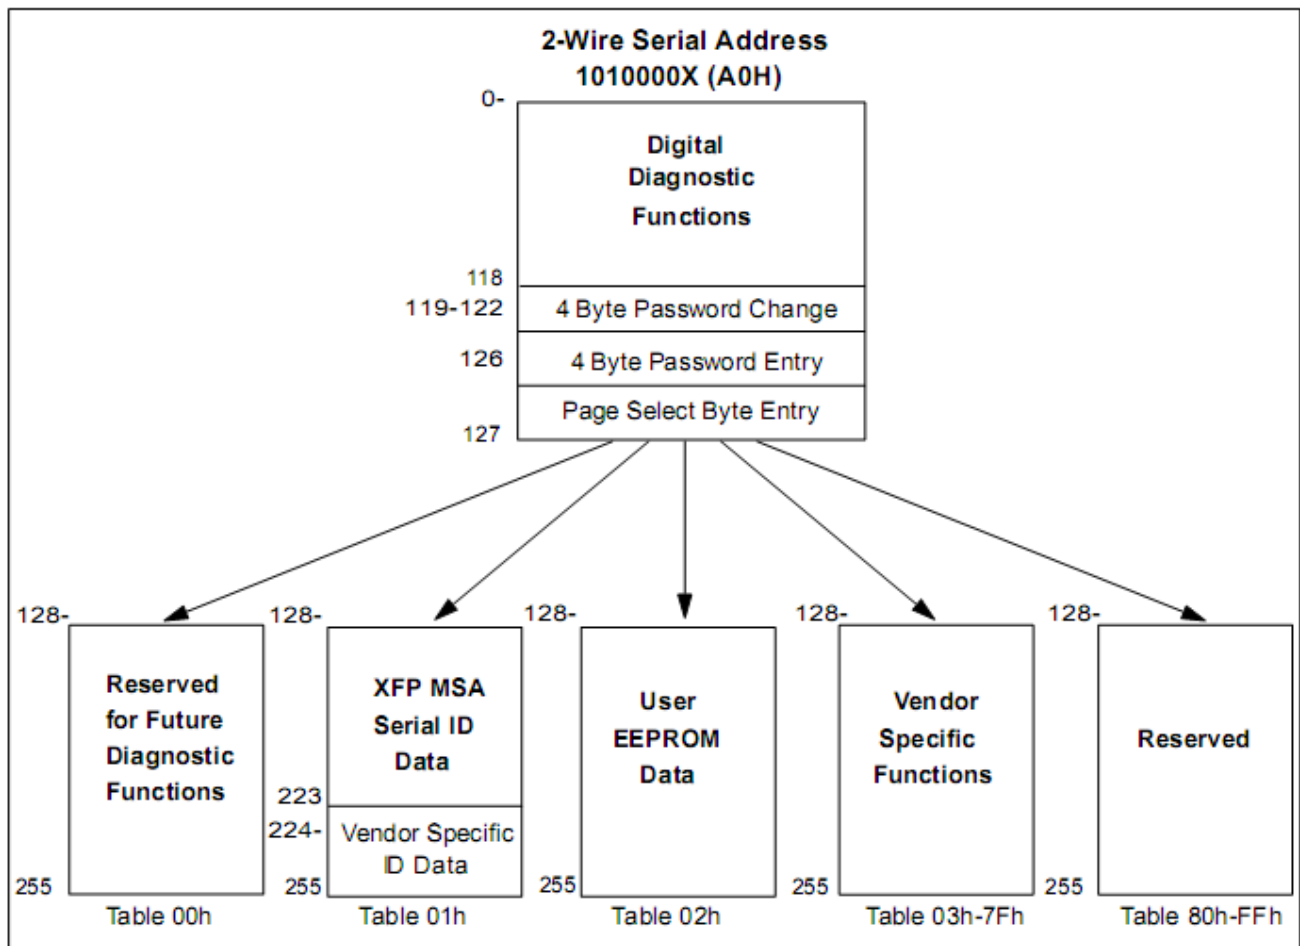 2-Wire Serial Address
1010000X (A0H)
0-
Digital
Diagnostic
Functions
118
119-122
4 Byte Password Change
126
4 Byte Password Entry
Page Select Byte Entry
127
128-
Reserved
for Future
Diagnostic
Functions
255
Table 00h
128-
XFP MSA
Serial ID
Data
223
224-
Vendor Specific
ID Data
255
Table 01h
128-
User
EEPROM
Data
255
Table 02h
128-
Vendor
Specific
Functions
255
Table 03h-7Fh
128-
Reserved
255
Table 80h-FFh